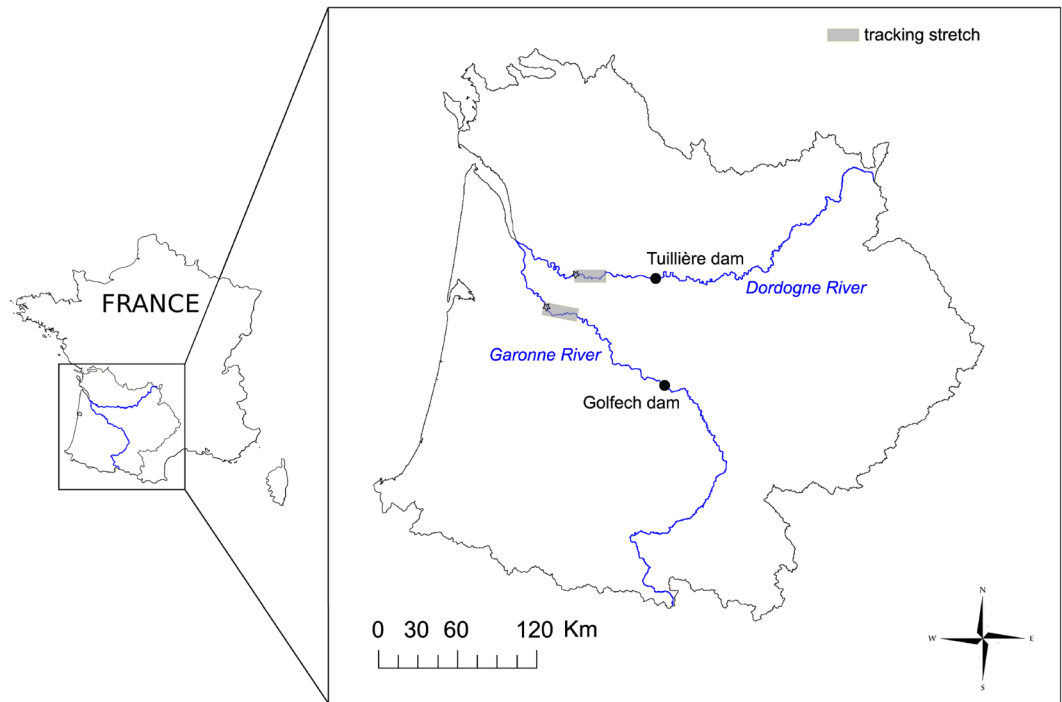 tracking stretch
FRANCE
Tuillière dam
Dordogne River
Garonne River
Golfech dam
0 30 60 120 Km
N
W E
S